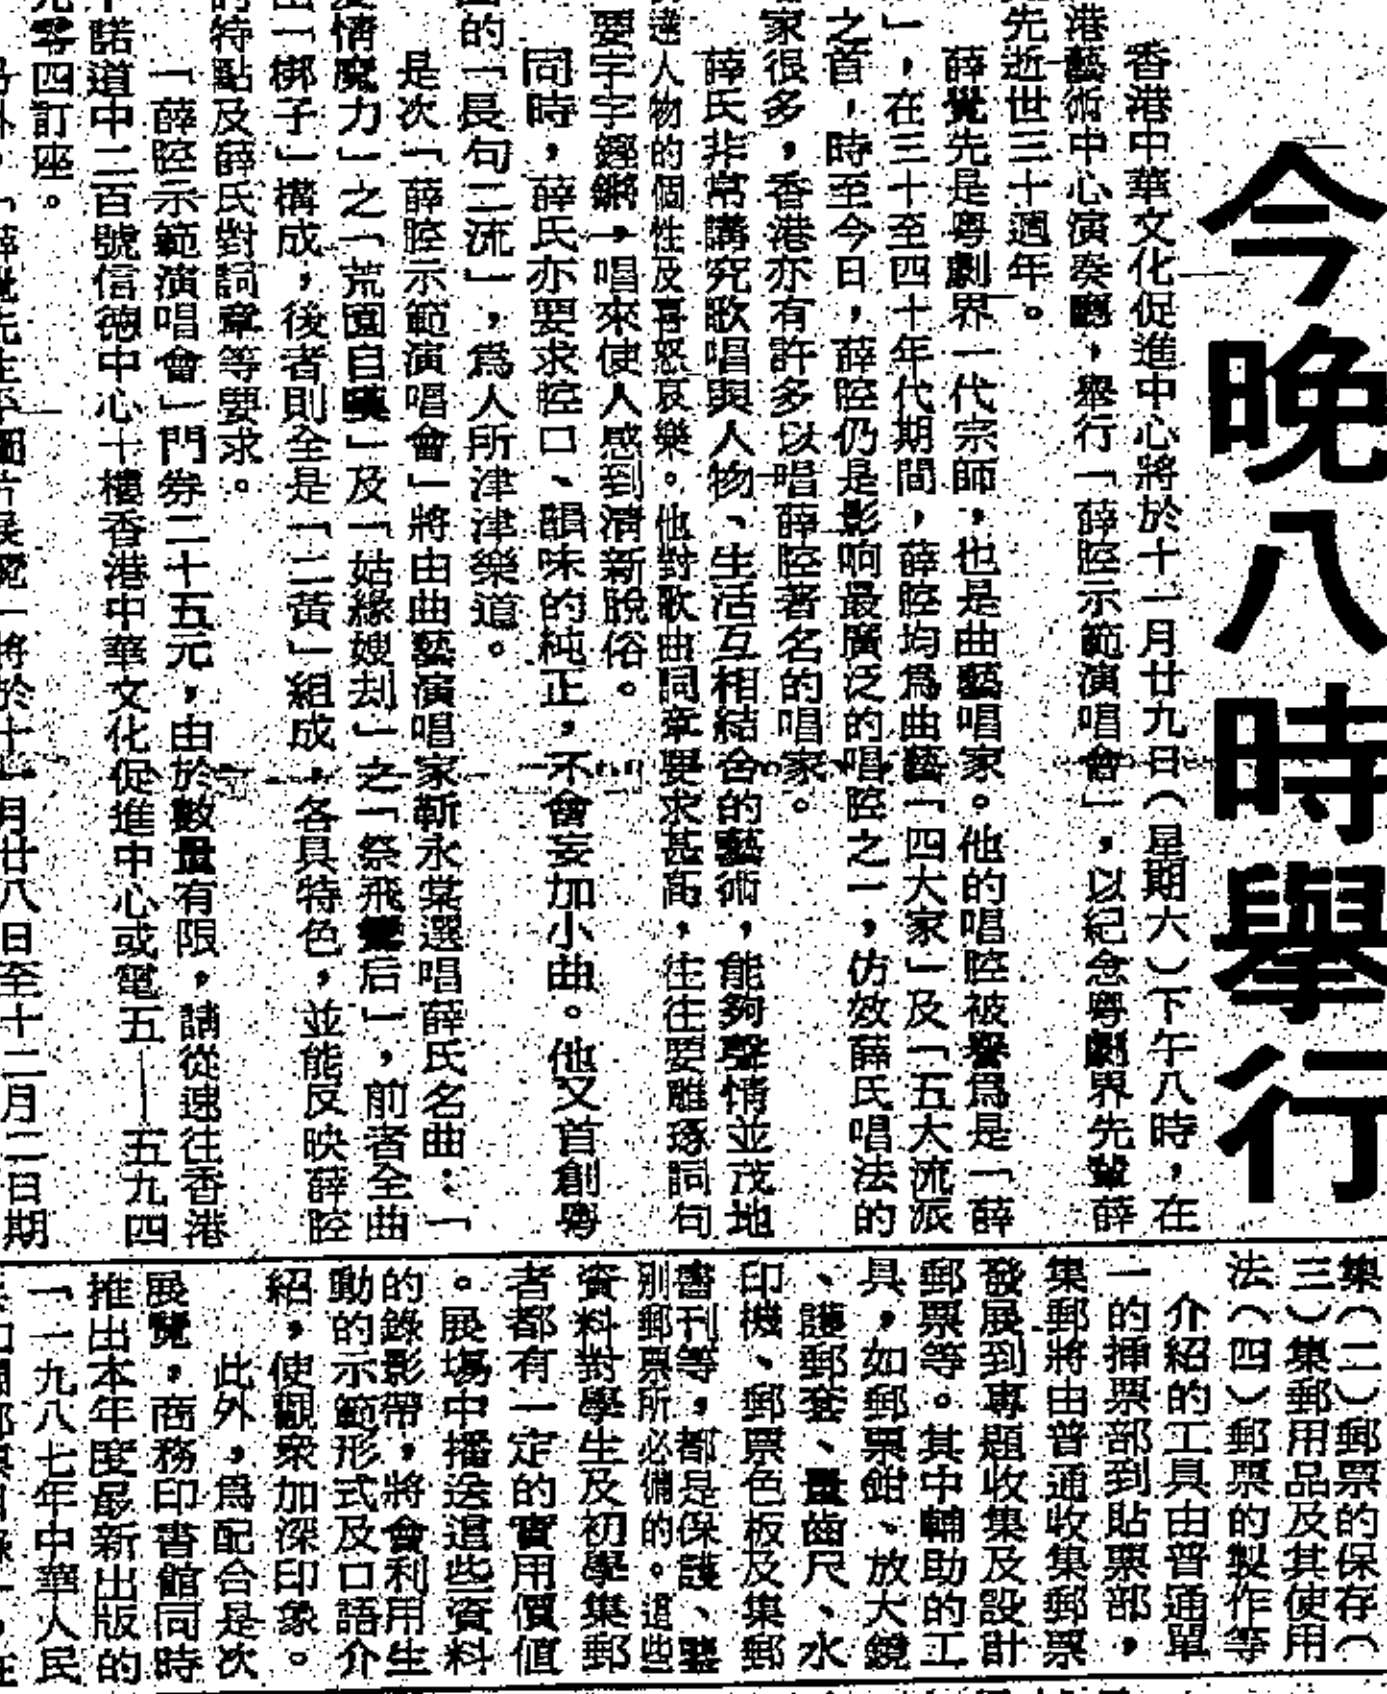 今晚八時舉行
香港中華文化促進中心將於十一月廿九日（星期六）下午八時，在
港藝術中心演奏廳，舉行「薛腔示範演唱會」，以紀念粵劇界先輩薛
先逝世三十週年。
薛覺先是粵劇界一代宗師，也是曲藝唱家。他的唱腔被譽爲是「薛
」，在三十至四十年代期間，薛腔均爲曲藝「四大家」及「五大流派
之首，時至今日，薛腔仍是影响最廣泛的唱腔之一，仿效薛氏唱法的
家很多，香港亦有許多以唱薛腔著名的唱家。
薛氏非常講究歌唱與人物、生活互相結合的藝術，能夠聲情並茂地
達人物的個性及喜怒哀樂。他對歌曲詞章要求甚高，往往要雕琢詞句
要字字鏗鏘，唱來使人感到清新脫俗。
同時，薛氏亦要求腔口、韻味的純正，不會妄加小曲。他又首創粵
的「長句二流」，爲人所津津樂道。
是次「薛腔示範演唱會」將由曲藝演唱家靳永棠選唱薛氏名曲：「
情魔力」之「荒園自嘆」及「姑緣嫂刦」之「祭飛鸞后」，前者全曲
「梆子」構成，後者則全是「二黃」組成，各具特色，並能反映薛腔
特點及薛氏對詞章等要求。
「薛腔示範演唱會」門券二十五元，由於數量有限，請從速往香港
諾道中二百號信德中心十樓香港中華文化促進中心或電五——五九四
零四訂座。
外，「薛覺先生平圖片展覽」將於十一月廿八日至十二月二日期
集（二）郵票的保存（
三）集郵用品及其使用
法（四）郵票的製作等
介紹的工具由普通單
一的揷票部到貼票部，
集郵將由普通收集郵票
發展到專題收集及設計
郵票等。其中輔助的工
具，如郵票鉗、放大鏡
、護郵套、量齒尺、水
印機、郵票色板及集郵
書刊等，都是保護、鑒
別郵票所必備的。這些
資料對學生及初學集郵
者都有一定的實用價值
。展場中播送這些資料
的錄影帶，將會利用生
動的示範形式及口語介
紹，使觀衆加深印象。
此外，爲配合是次
展覽，商務印書館同時
推出本年度最新出版的
「一九八七年中華人民